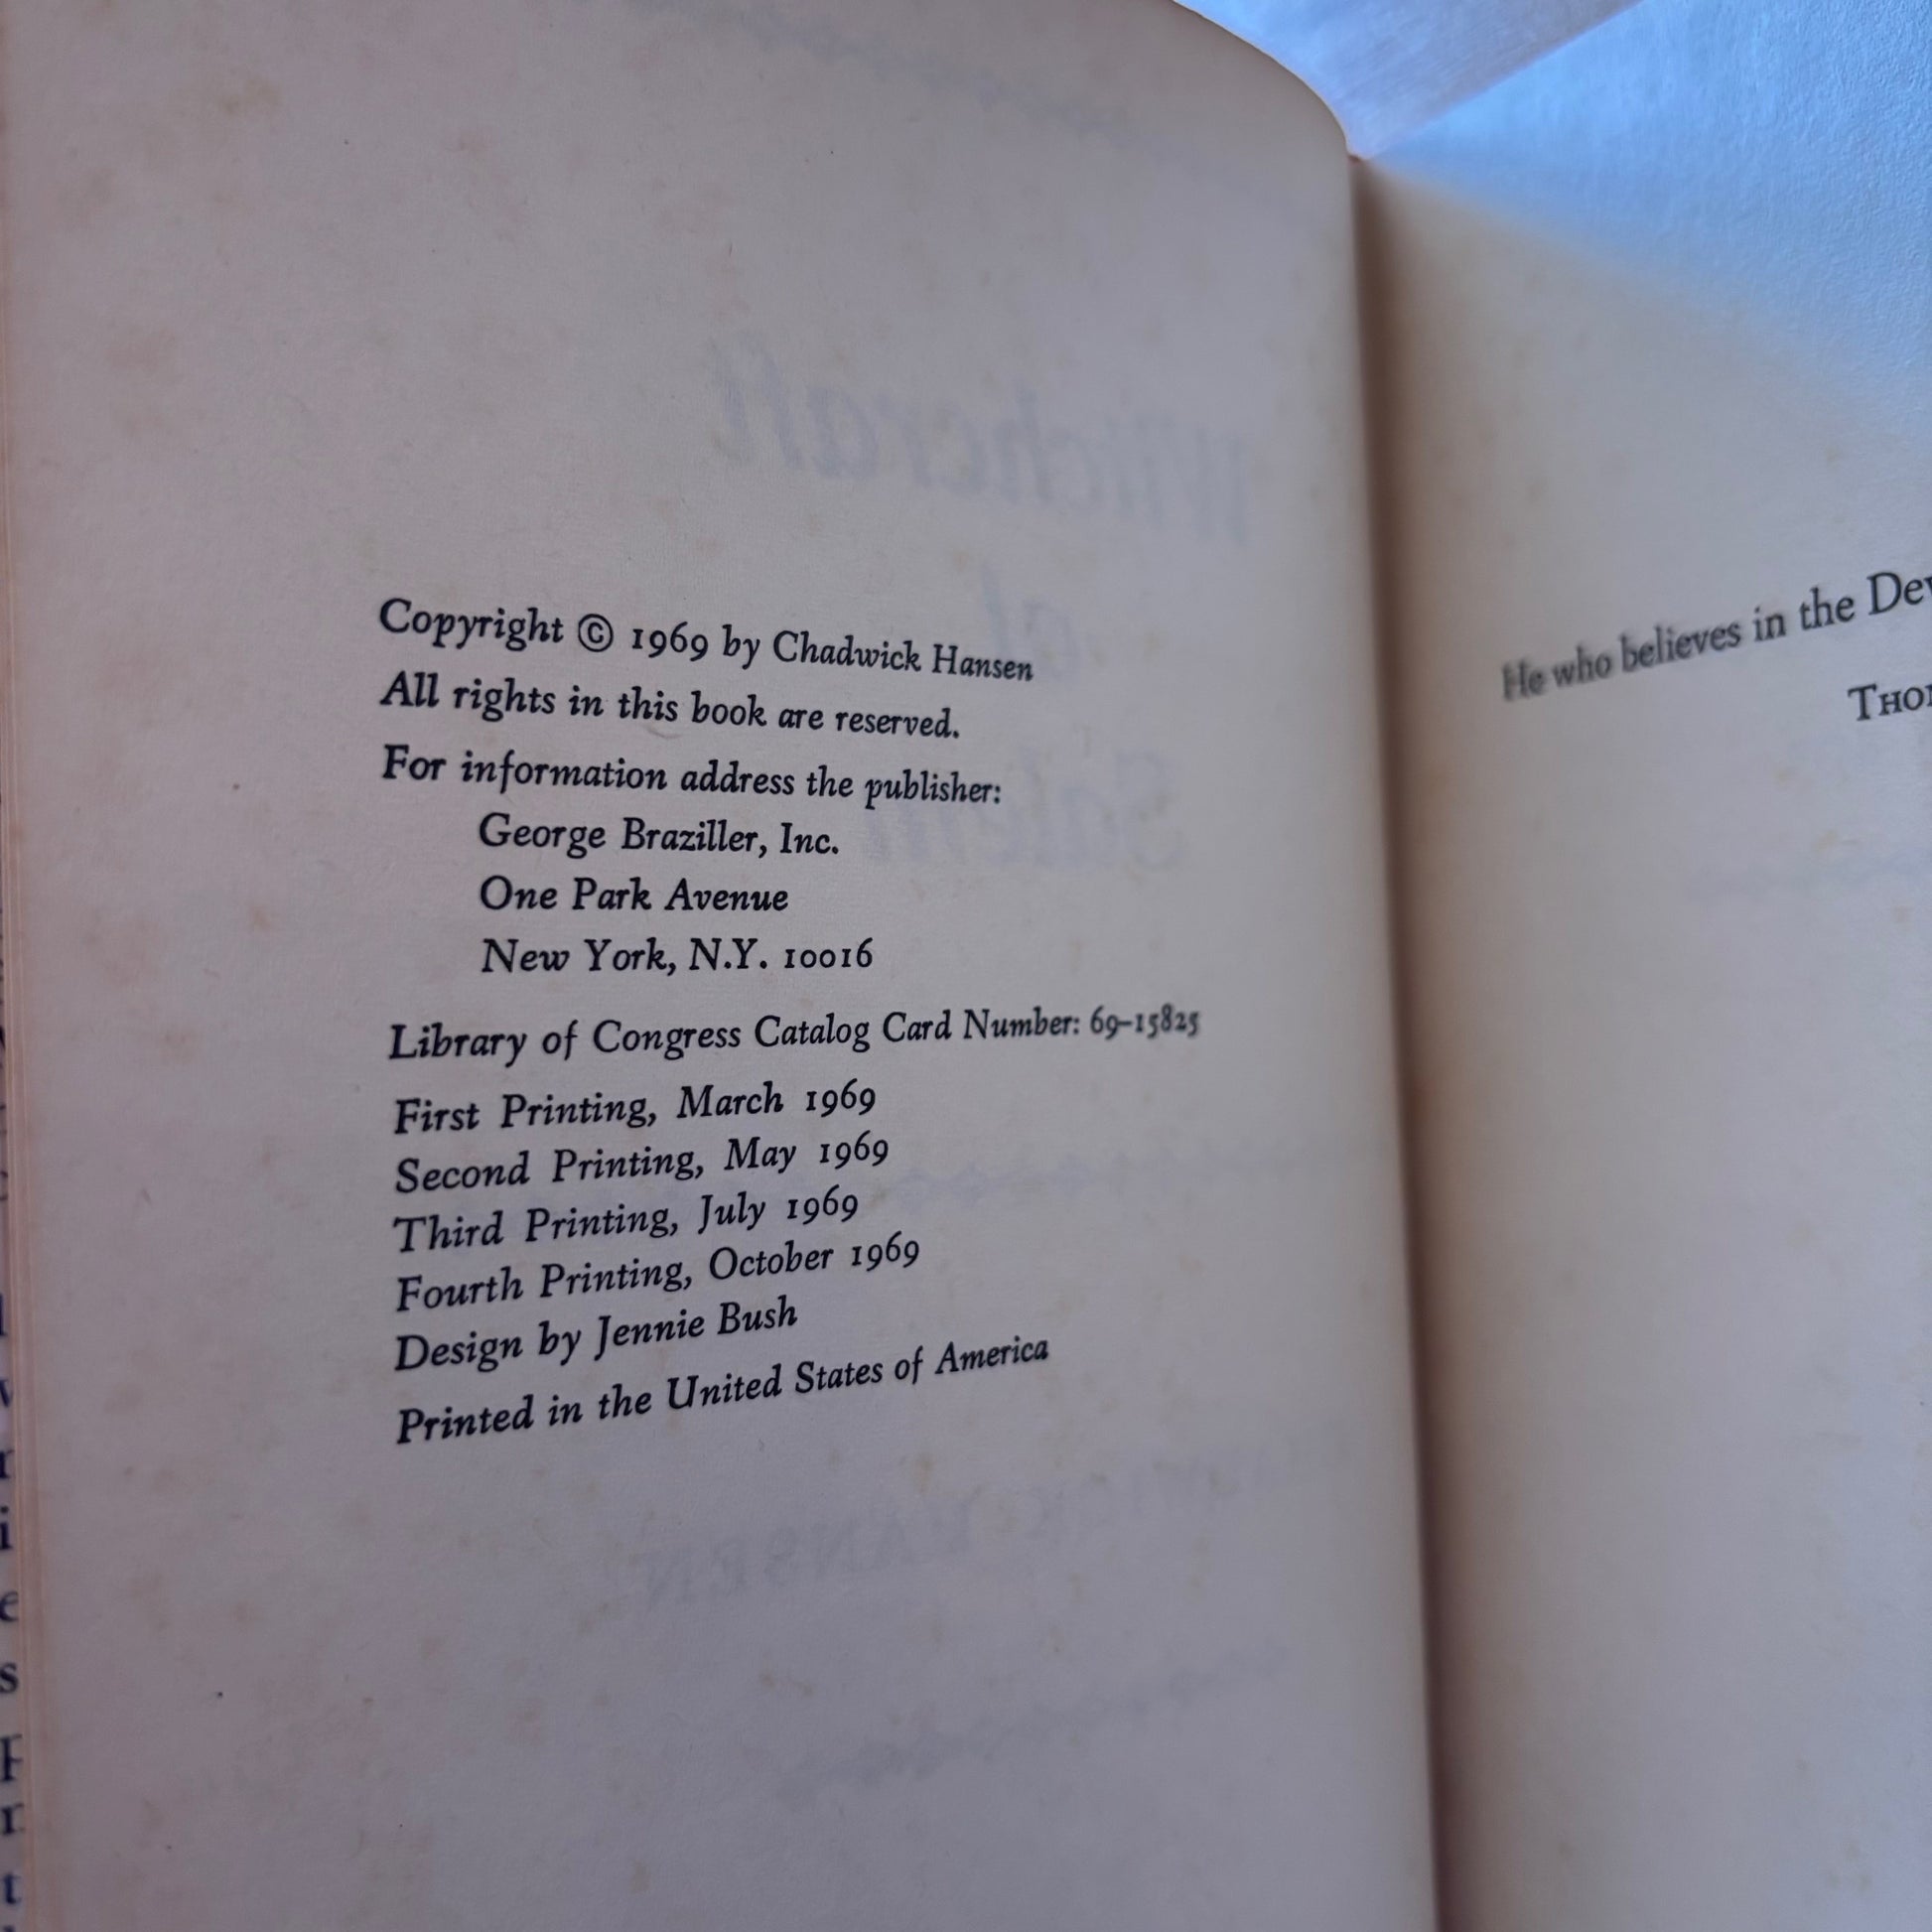 Copyright © 1969 by Chadwick Hansen
All rights in this book are reserved.
For information address the publisher:
George Braziller, Inc.
One Park Avenue
New York, N.Y. 10016
Library of Congress Catalog Card Number: 69-15825
First Printing, March 1969
Second Printing, May 1969
Third Printing, July 1969
Fourth Printing, October 1969
Design by Jennie Bush
Printed in the United States of America
He who believes in the